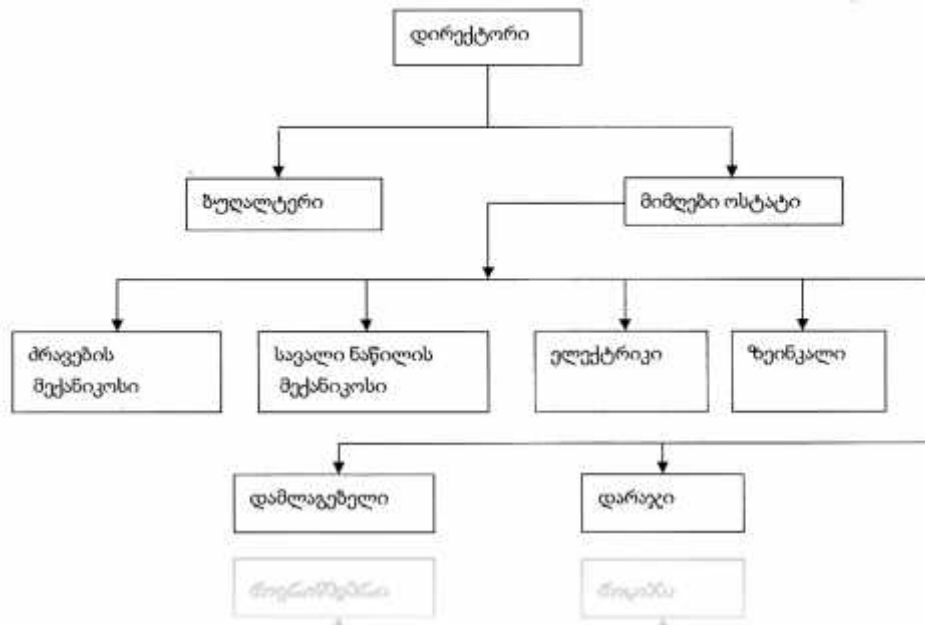 დირექტორი
ბუღალტერი
მიმღები ოსტატი
ძრავების
მექანიკოსი
სავალი ნაწილის
მექანიკოსი
ელექტრიკი
ზეინკალი
დამლაგებელი
დარაჯი